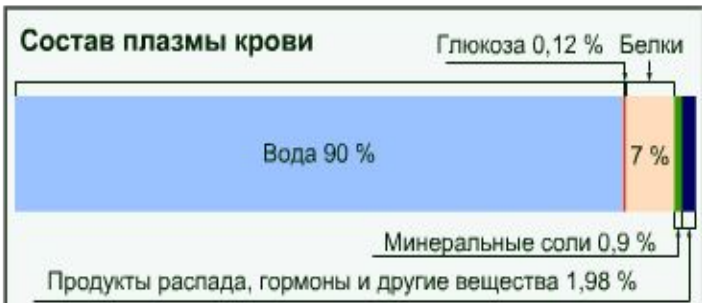 Состав плазмы крови
Глюкоза 0,12 % Белки
Вода 90 %
7 %
Минеральные соли 0,9 %
Продукты распада, гормоны и другие вещества 1,98 %